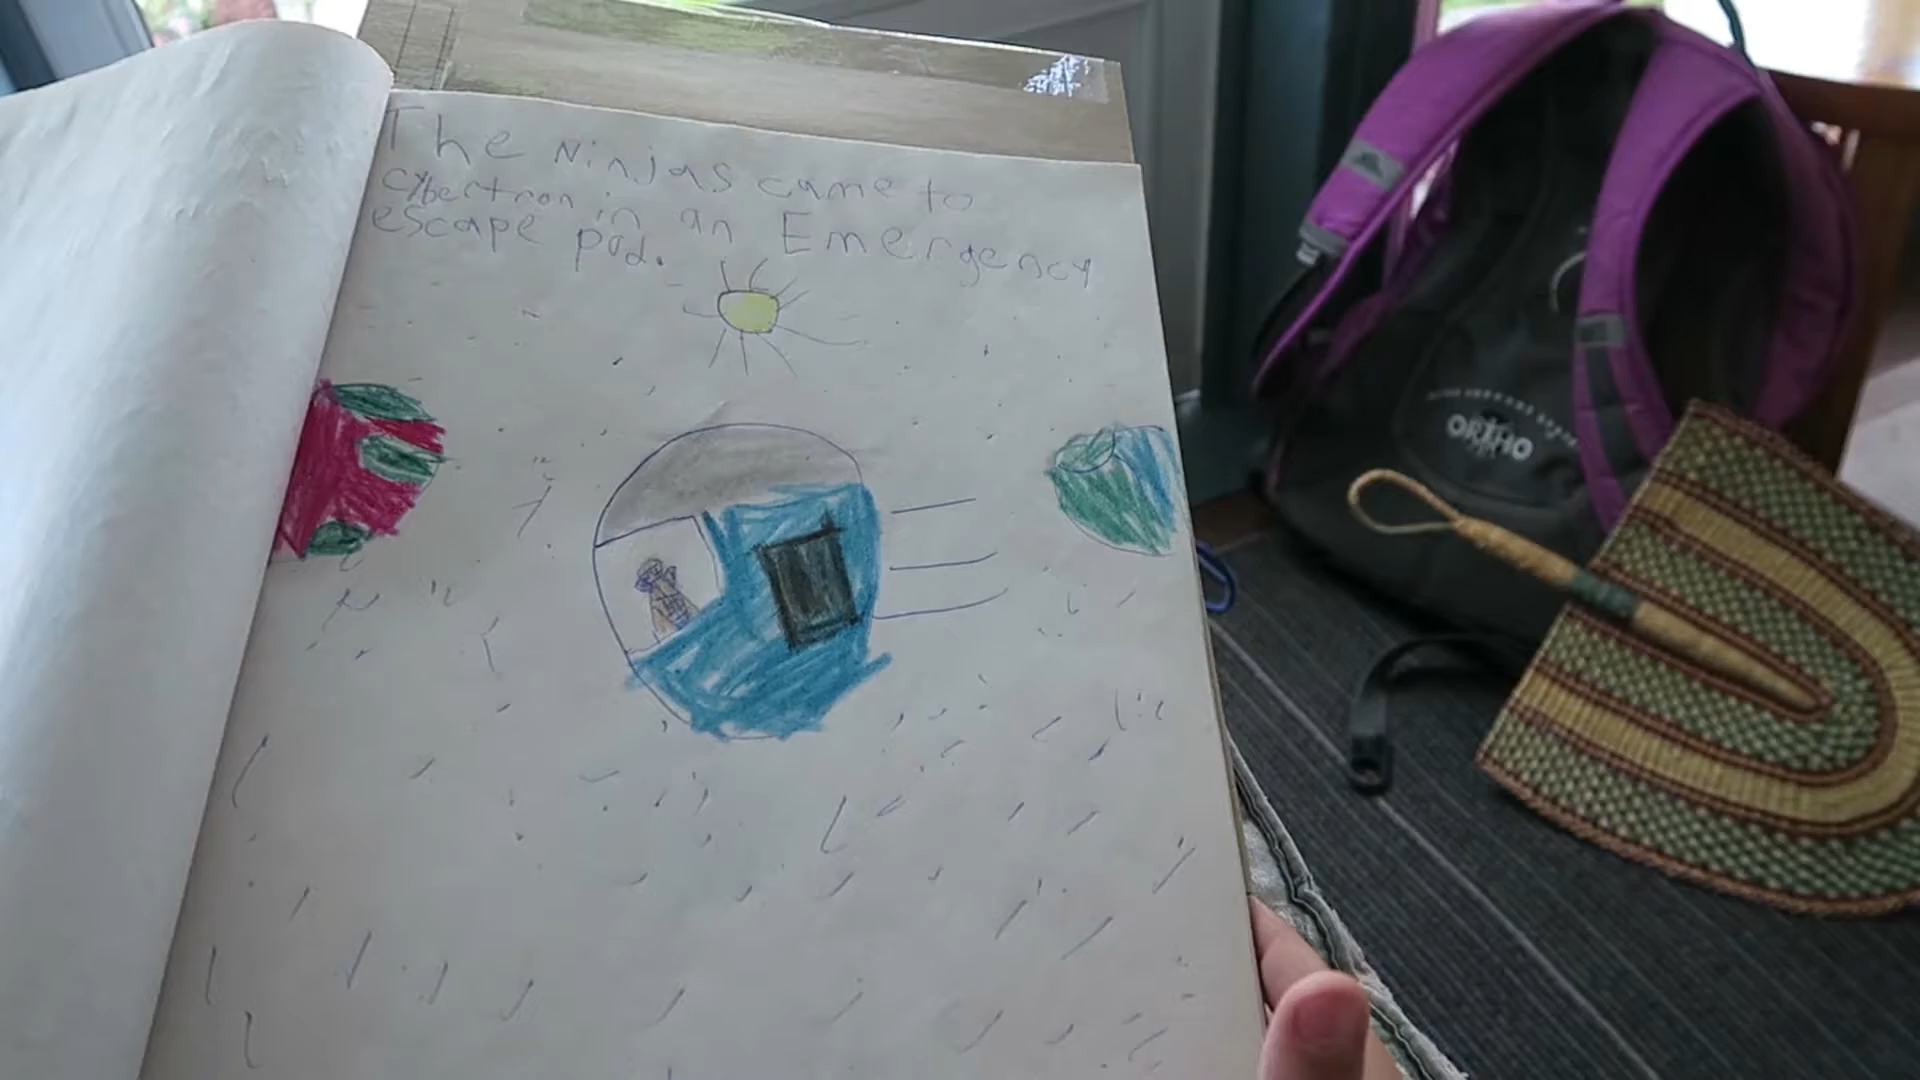 The Ninjas came to
cybertron in an Emergency
escape pod.
ORTHO